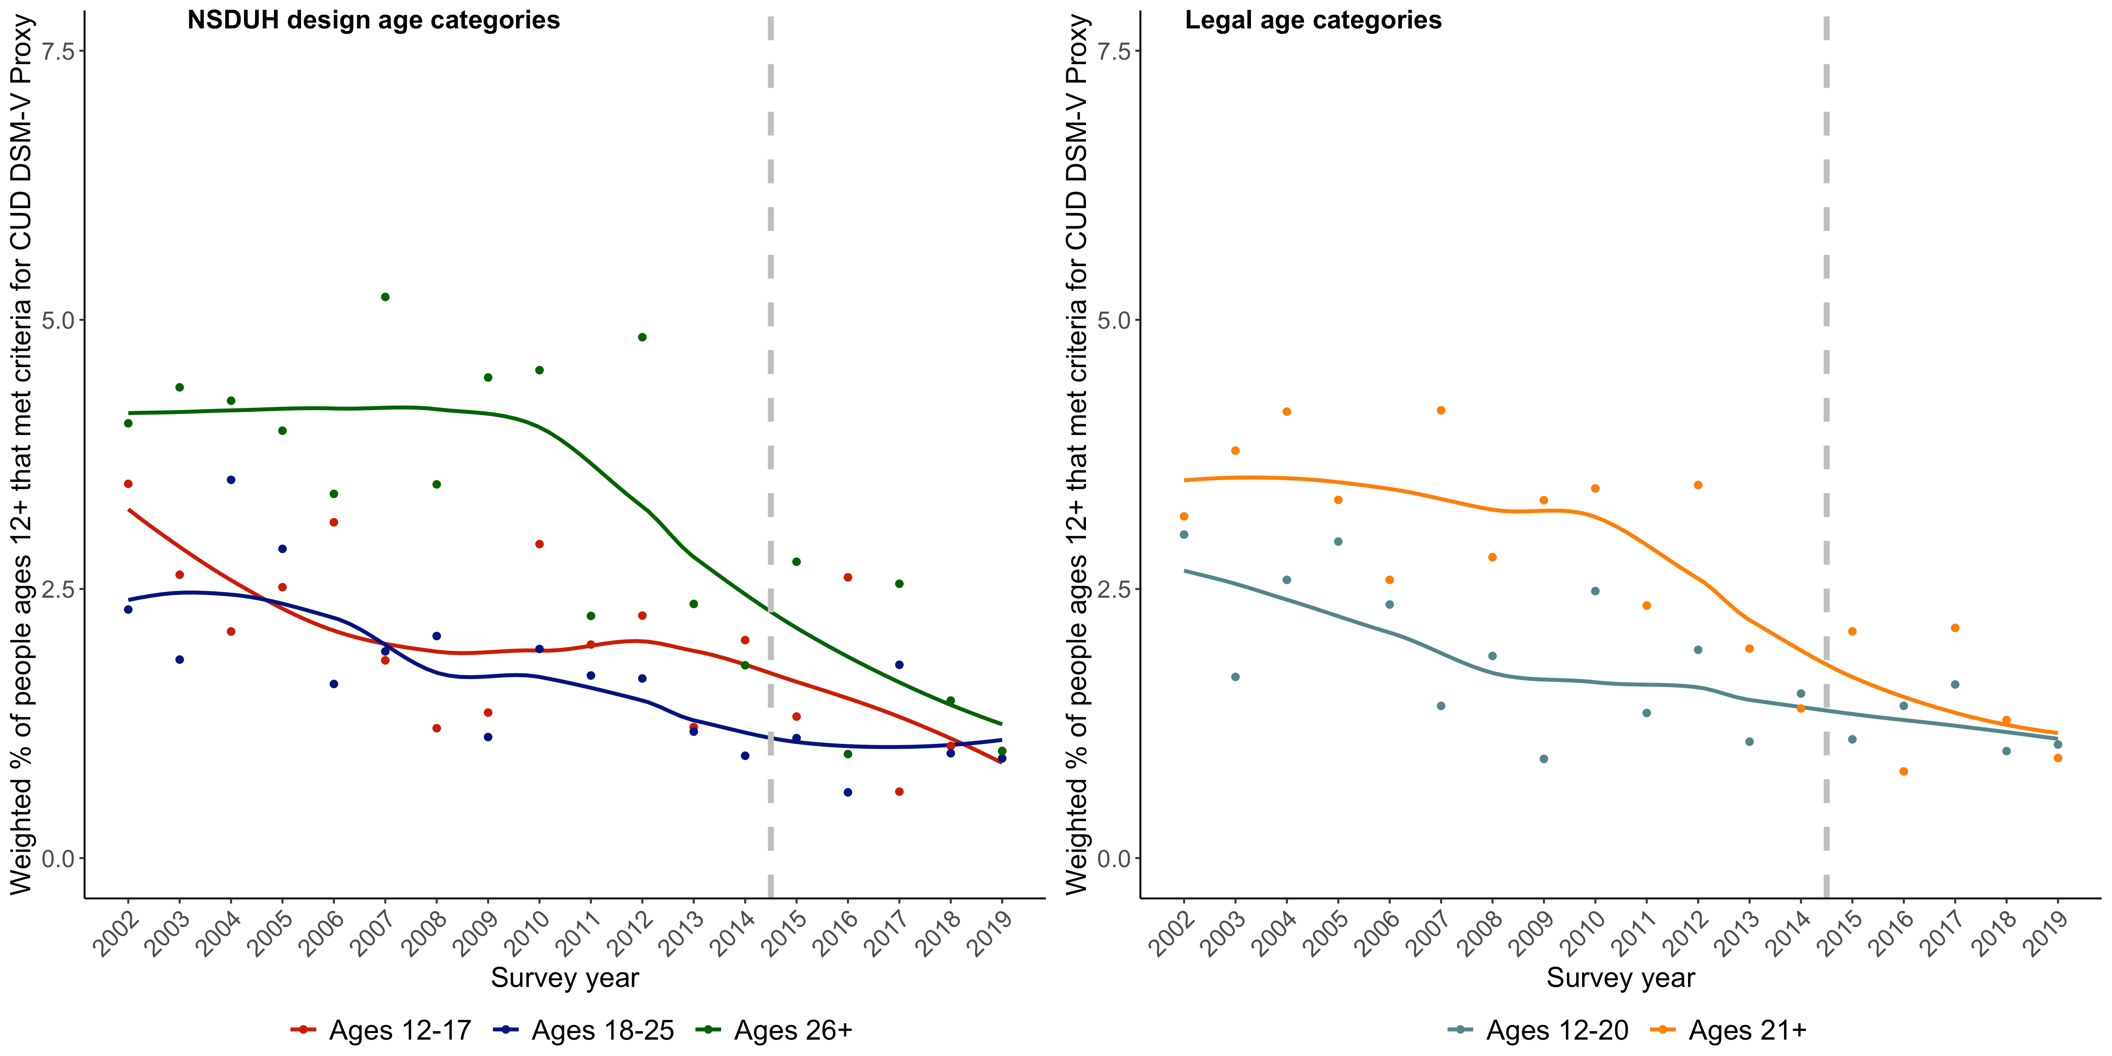 NSDUH design age categories
Weighted % of people ages 12+ that met criteria for CUD DSM-V Proxy
7.5
5.0
2.5
0.0
2002 2003 2004 2005 2006 2007 2008 2009 2010 2011 2012 2013 2014 2015 2016 2017 2018 2019
Survey year
Ages 12-17 Ages 18-25 Ages 26+
Legal age categories
Weighted % of people ages 12+ that met criteria for CUD DSM-V Proxy
7.5
5.0
2.5
0.0
2002 2003 2004 2005 2006 2007 2008 2009 2010 2011 2012 2013 2014 2015 2016 2017 2018 2019
Survey year
Ages 12-20 Ages 21+